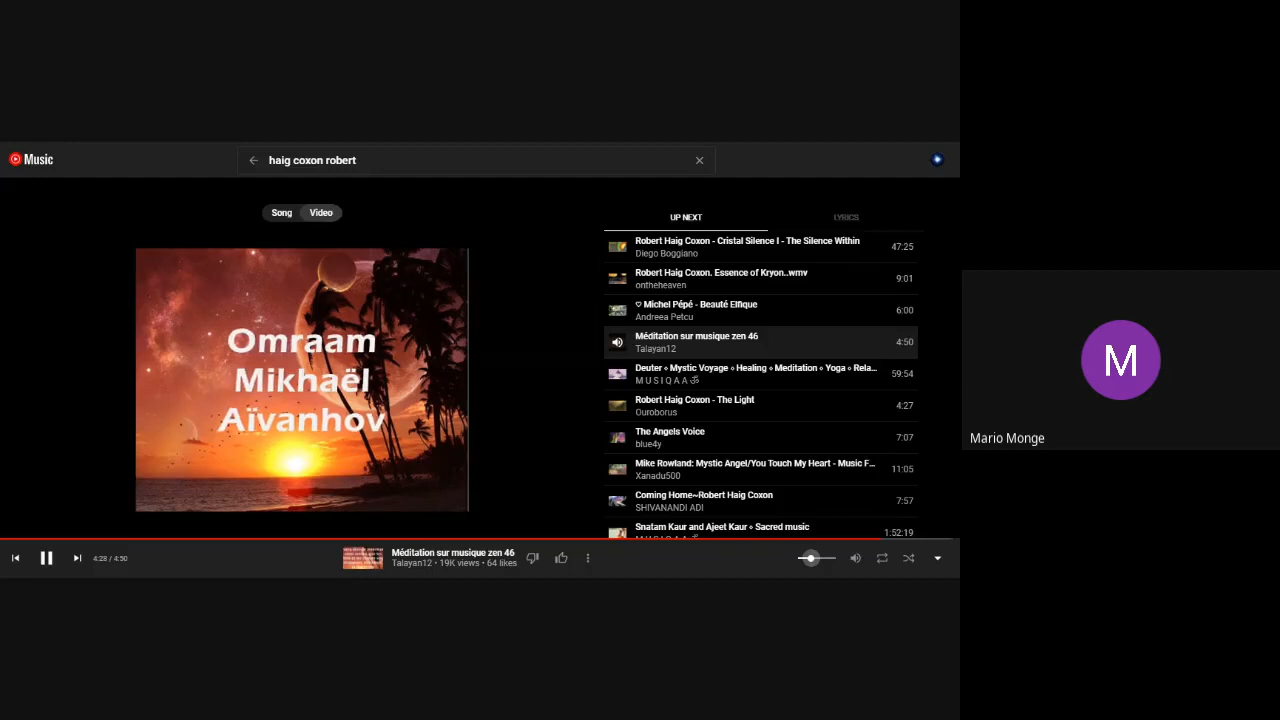 Music
haig coxon robert
Song
Video
UP NEXT
LYRICS
Omraam
Mikhaël
Aïvanhov
Robert Haig Coxon - Cristal Silence I - The Silence Within
Diego Boggiano
47:25
Robert Haig Coxon. Essence of Kryon..wmv
ontheheaven
9:01
♡ Michel Pépé - Beauté Elfique
Andreea Petcu
6:00
Méditation sur musique zen 46
Talayan12
4:50
Deuter ⋄ Mystic Voyage ⋄ Healing ⋄ Meditation ⋄ Yoga ⋄ Rela...
M U S I Q A A ॐ
59:54
Robert Haig Coxon - The Light
Ouroborus
4:27
The Angels Voice
blue4y
7:07
Mike Rowland: Mystic Angel/You Touch My Heart - Music F...
Xanadu500
11:05
Coming Home~Robert Haig Coxon
SHIVANANDI ADI
7:57
Snatam Kaur and Ajeet Kaur ⋄ Sacred music
1:52:19
4:28 / 4:50
Méditation sur musique zen 46
Talayan12 • 19K views • 64 likes
M
Mario Monge